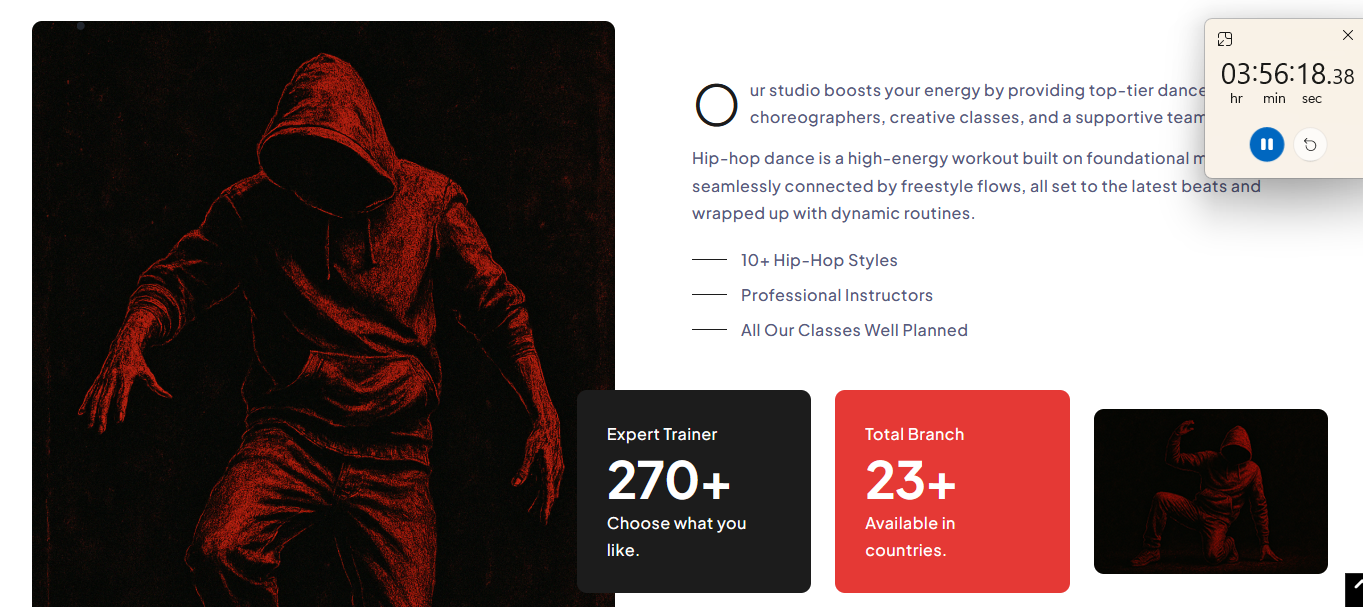 Our studio boosts your energy by providing top-tier dance
choreographers, creative classes, and a supportive team
Hip-hop dance is a high-energy workout built on foundational
seamlessly connected by freestyle flows, all set to the latest beats and
wrapped up with dynamic routines.
10+ Hip-Hop Styles
Professional Instructors
All Our Classes Well Planned
Expert Trainer
270+
Choose what you
like.
Total Branch
23+
Available in
countries.
03:56:18.38
hr min sec